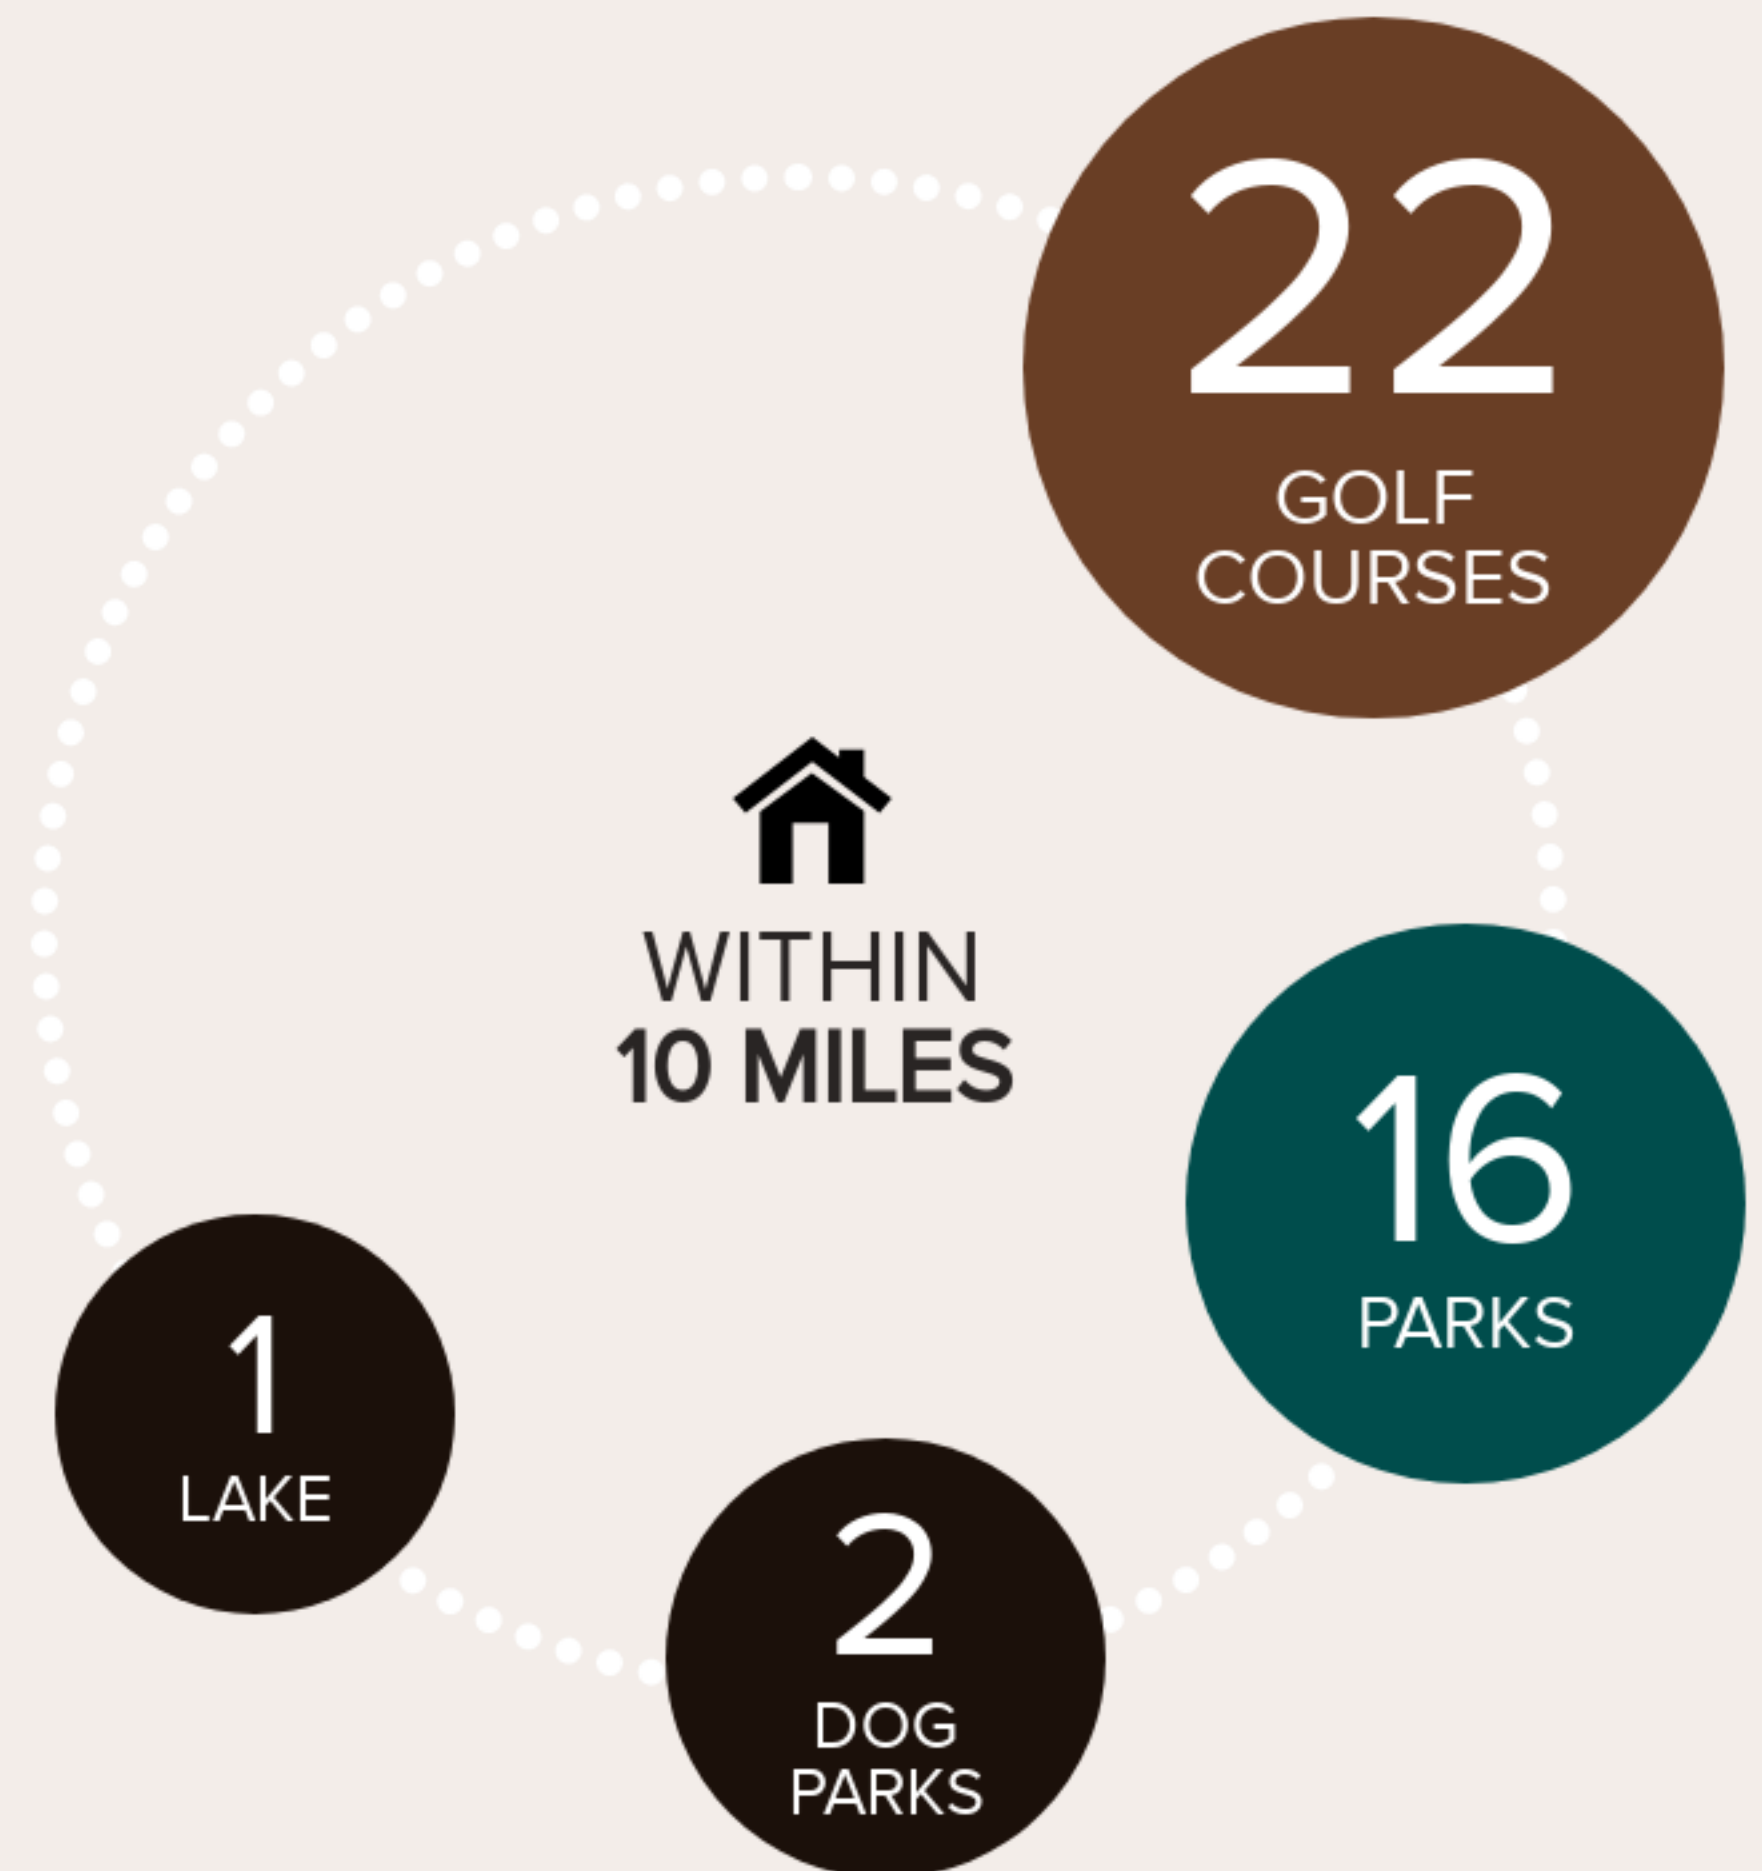 22
GOLF
COURSES
WITHIN
10 MILES
16
PARKS
1
LAKE
2
DOG
PARKS